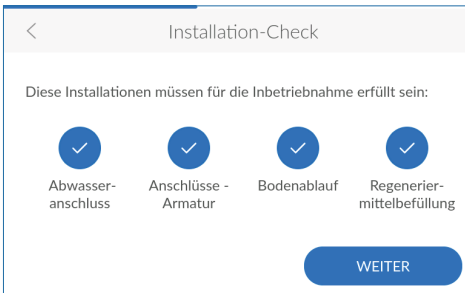 Installation-Check
Diese Installationen müssen für die Inbetriebnahme erfüllt sein:
Abwasser- Anschlüsse - Bodenablauf Regenerier-
anschluss Armatur mittelbefüllung
WEITER